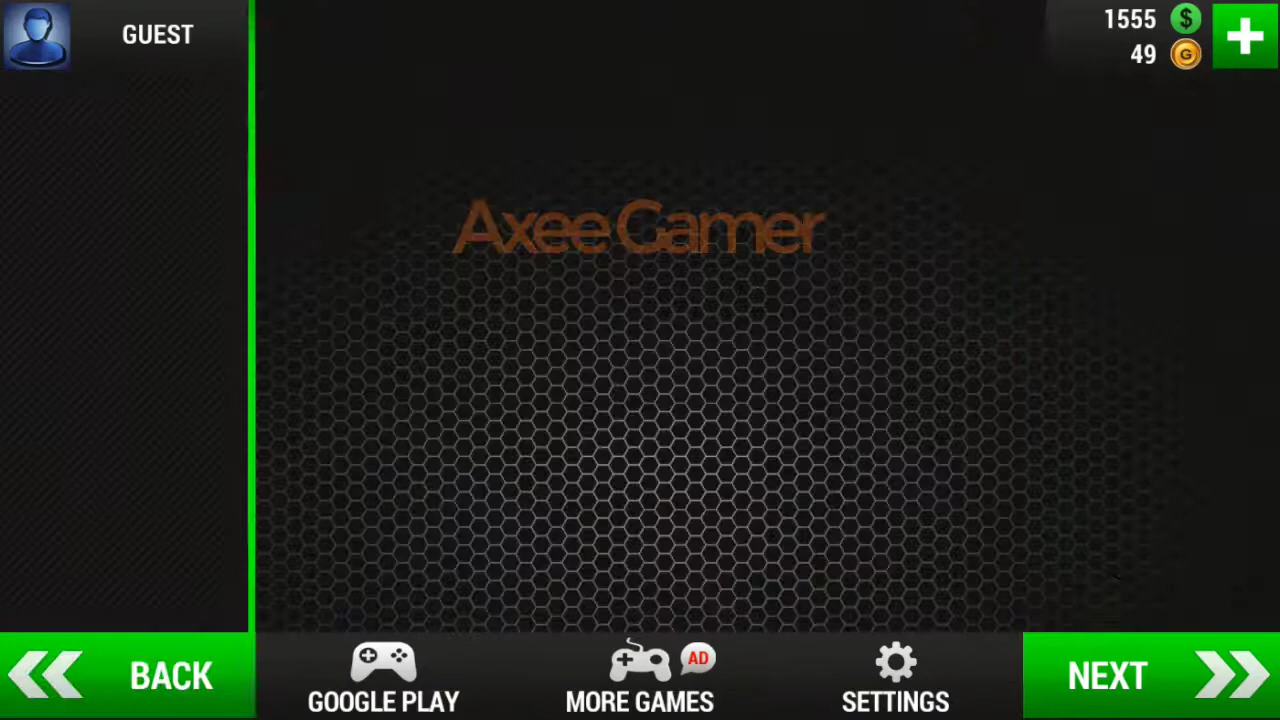 GUEST
1555 $
49 G
Axee Gamer
BACK
GOOGLE PLAY
MORE GAMES
AD
SETTINGS
NEXT